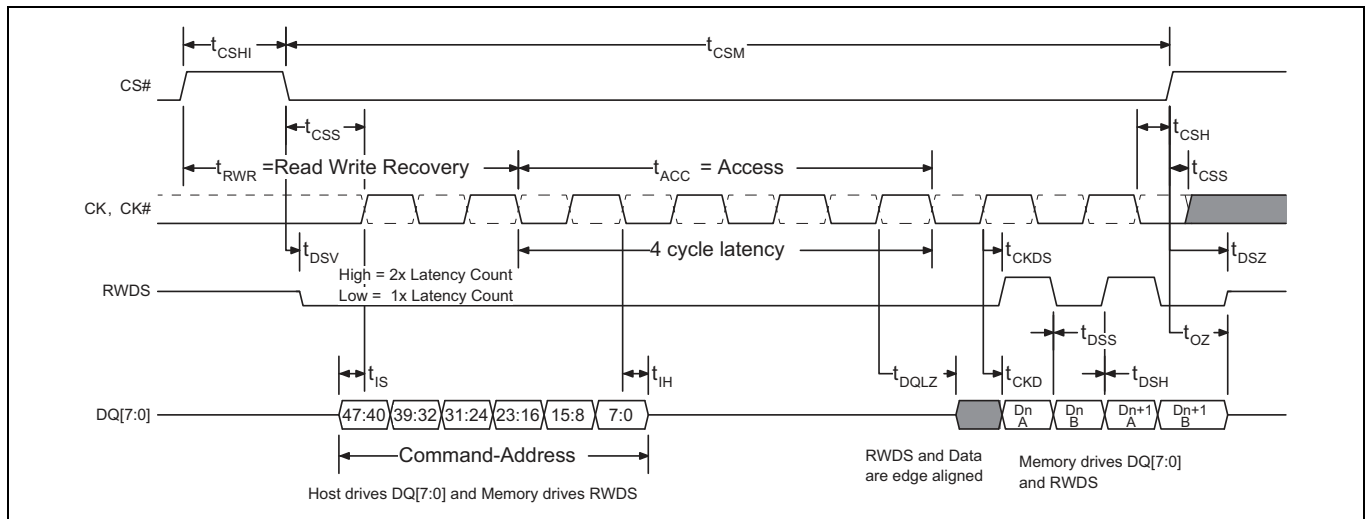 tCSHI
tCSM
CS#
tCSS
tCSH
tRWR =Read Write Recovery
tACC = Access
tCSS
CK, CK#
tDSV
4 cycle latency
tCKDS
tDSZ
High = 2x Latency Count
Low = 1x Latency Count
RWDS
tDSS
tOZ
tIS
tIH
tDQLZ
tCKD
tDSH
DQ[7:0]
47:40 39:32 31:24 23:16 15:8 7:0
Dn A
Dn B
Dn+1 A
Dn+1 B
Command-Address
RWDS and Data
are edge aligned
Memory drives DQ[7:0]
and RWDS
Host drives DQ[7:0] and Memory drives RWDS